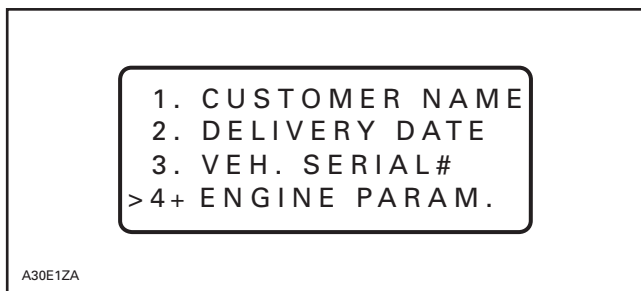 1. CUSTOMER NAME
2. DELIVERY DATE
3. VEH. SERIAL#
>4+ ENGINE PARAM.
A30E1ZA